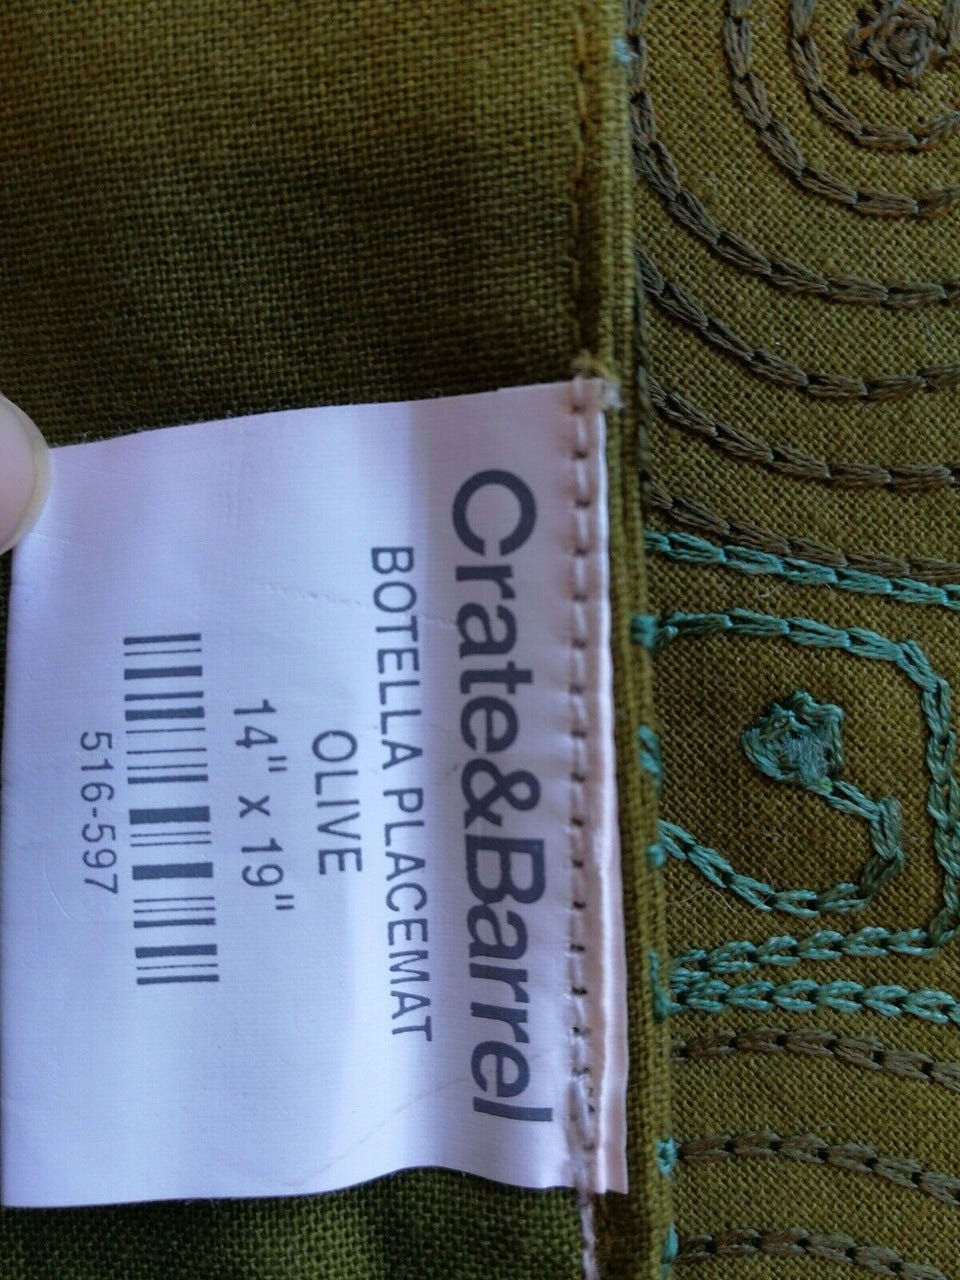 Crate&Barrel
BOTELLA PLACEMAT
OLIVE
14" x 19"
516-597